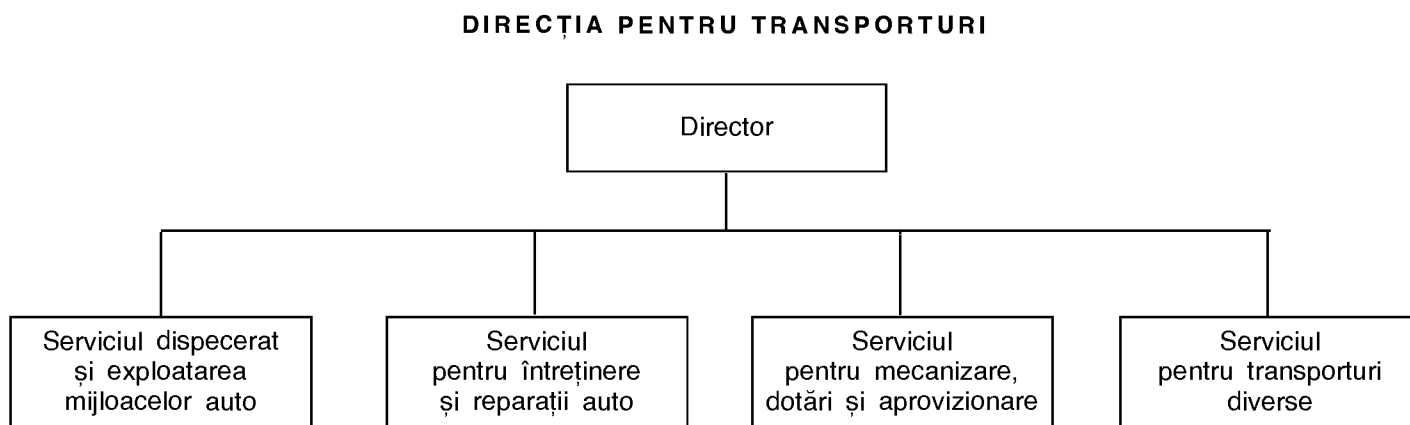 DIRECȚIA PENTRU TRANSPORTURI
Director
Serviciul dispecerat
și exploatarea
mijloacelor auto
Serviciul
pentru întreținere
și reparații auto
Serviciul
pentru mecanizare,
dotări și aprovizionare
Serviciul
pentru transporturi
diverse